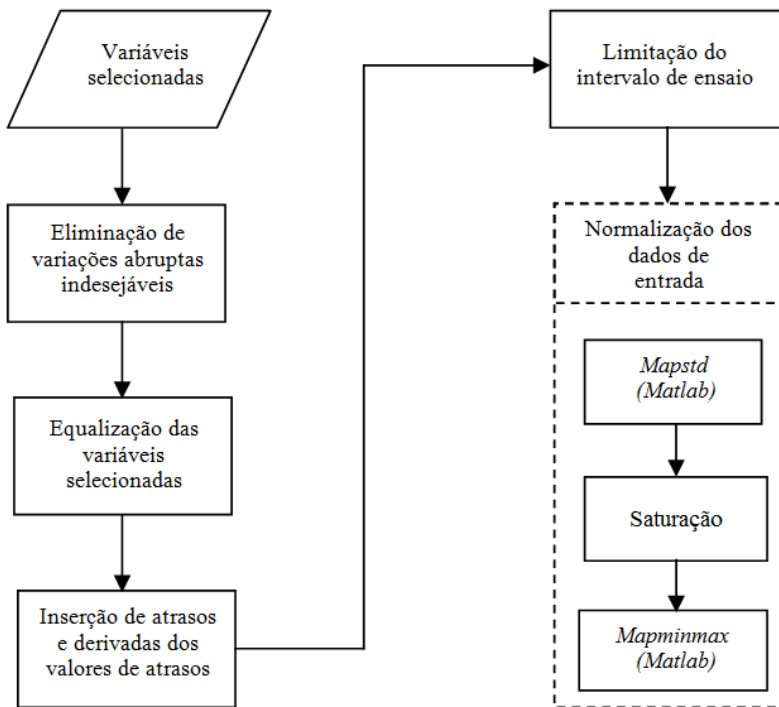 Variáveis
selecionadas
Eliminação de
variações abruptas
indesejáveis
Equalização das
variáveis
selecionadas
Inserção de atrasos
e derivadas dos
valores de atrasos
Limitação do
intervalo de ensaio
Normalização dos
dados de
entrada
Mapstd
(Matlab)
Saturação
Mapminmax
(Matlab)